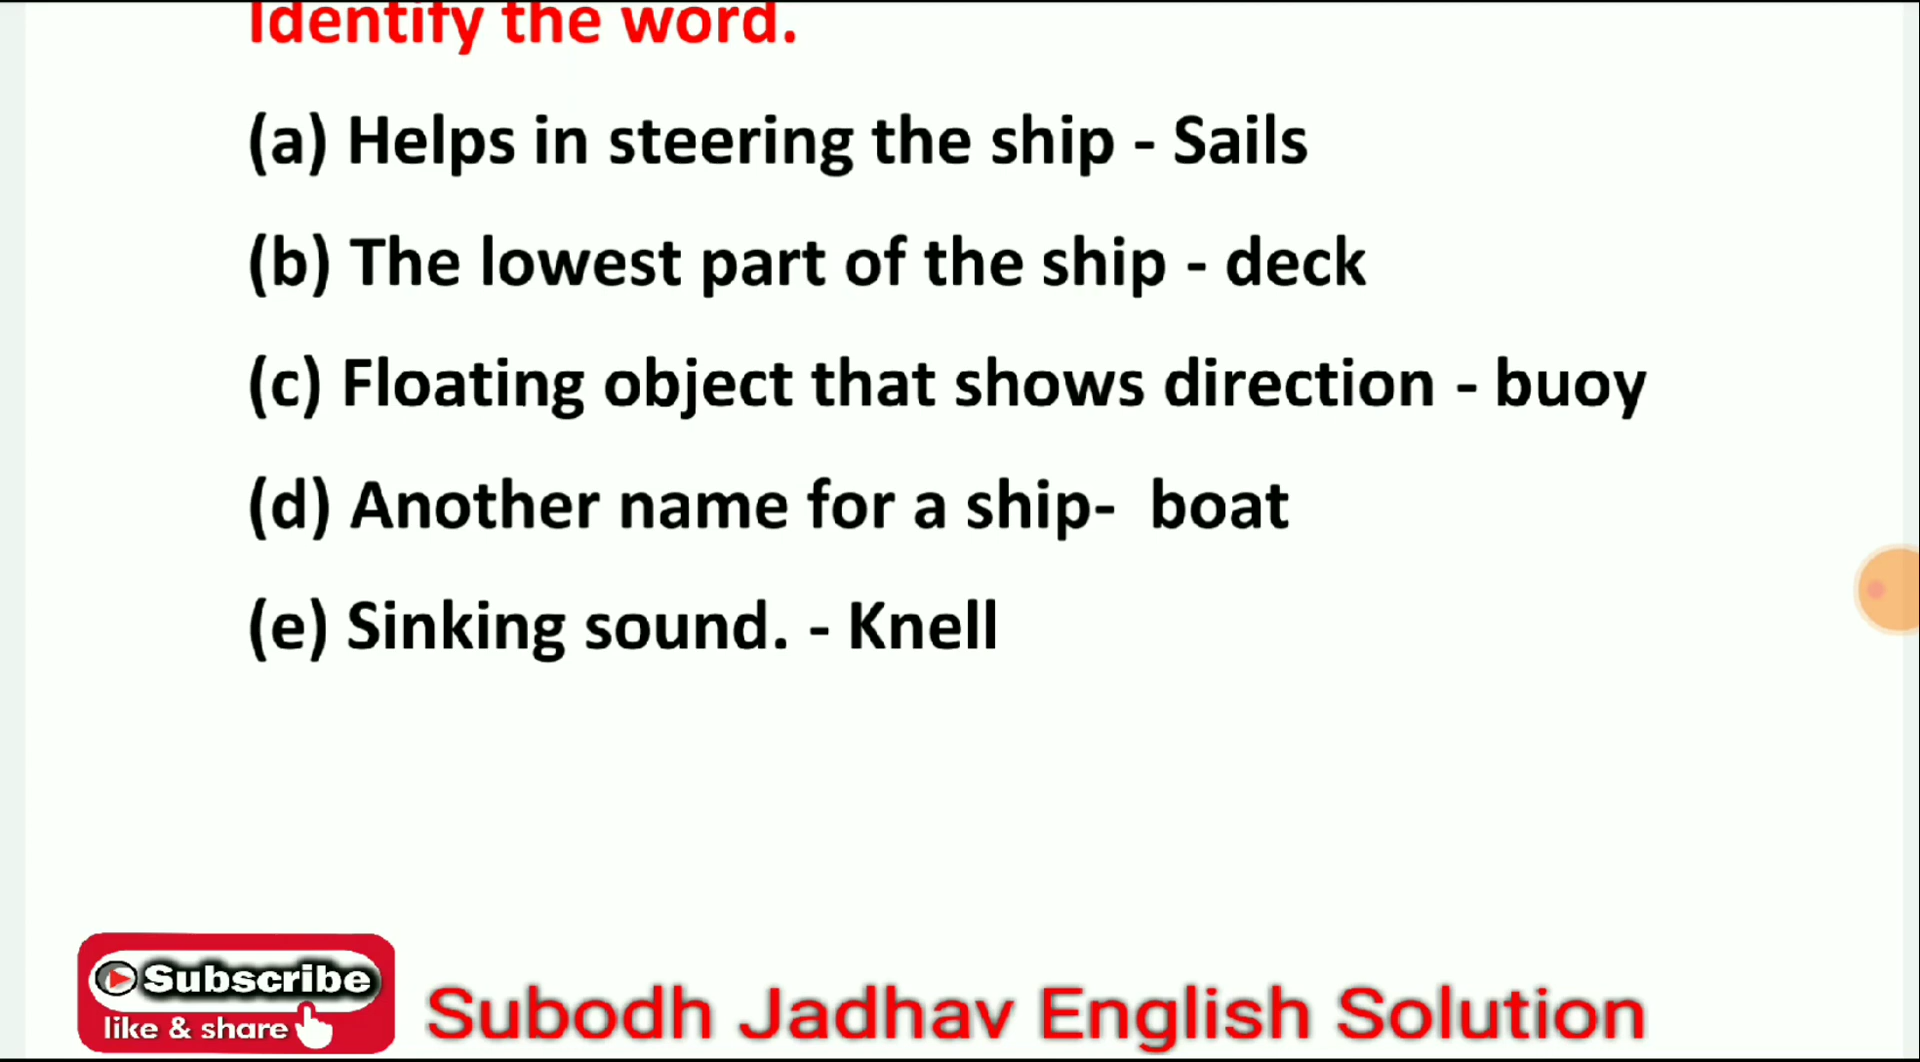 Identify the word.
(a) Helps in steering the ship - Sails
(b) The lowest part of the ship - deck
(c) Floating object that shows direction - buoy
(d) Another name for a ship-  boat
(e) Sinking sound. - Knell
Subscribe
like & share
Subodh Jadhav English Solution